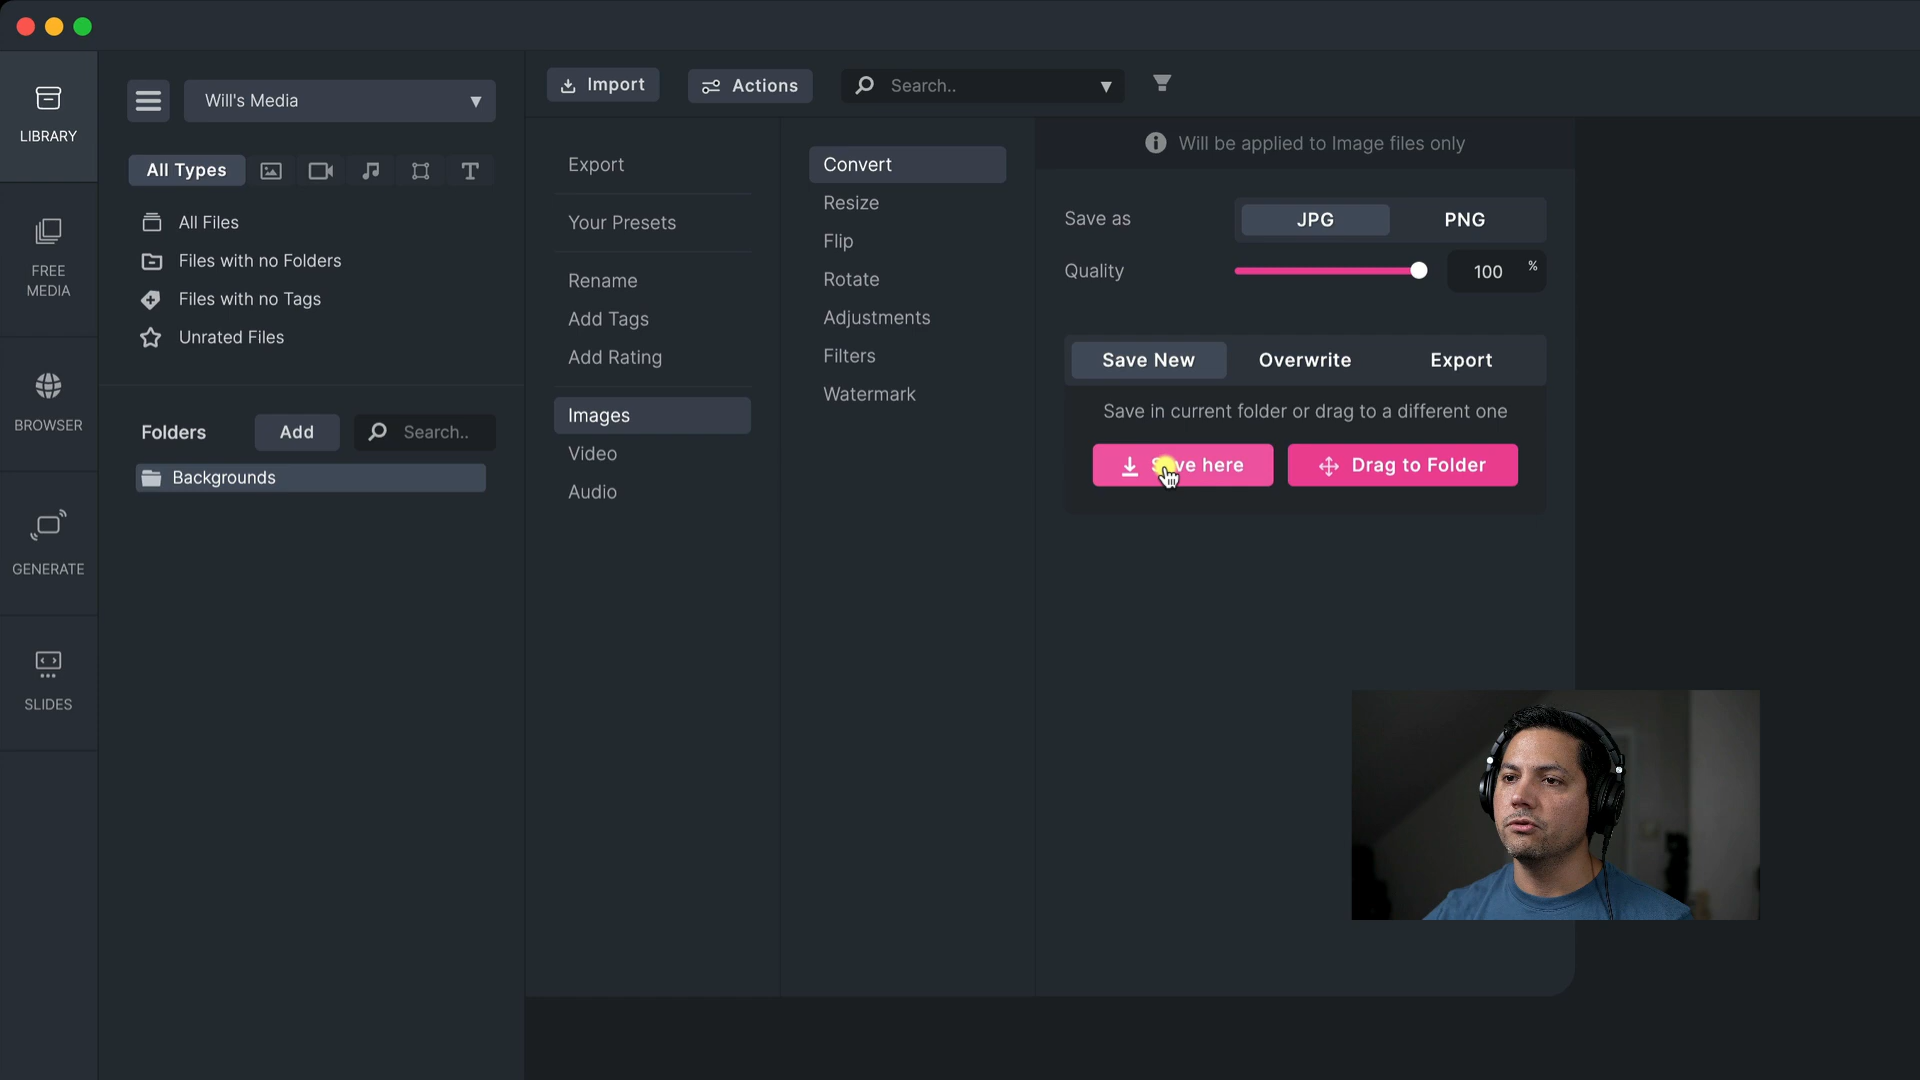 LIBRARY
FREE
MEDIA
BROWSER
GENERATE
SLIDES
Will's Media
All Types
All Files
Files with no Folders
Files with no Tags
Unrated Files
Folders
Add
Search..
Backgrounds
Import
Actions
Search..
Export
Your Presets
Rename
Add Tags
Add Rating
Images
Video
Audio
Convert
Resize
Flip
Rotate
Adjustments
Filters
Watermark
Will be applied to Image files only
Save as
JPG
PNG
Quality
100 %
Save New
Overwrite
Export
Save in current folder or drag to a different one
here
Drag to Folder